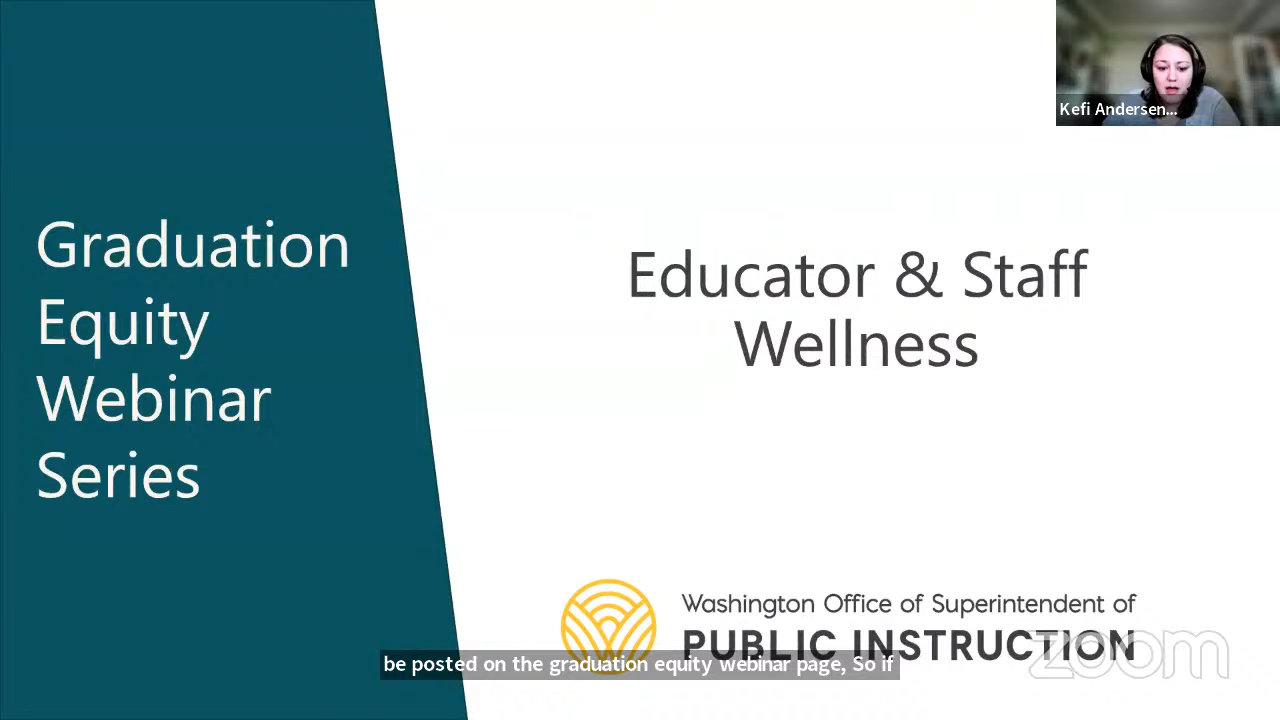 Graduation
Equity
Webinar
Series
Educator & Staff
Wellness
Kefi Andersen...
Washington Office of Superintendent of
PUBLIC INSTRUCTION
zoom
be posted on the graduation equity webinar page, So if